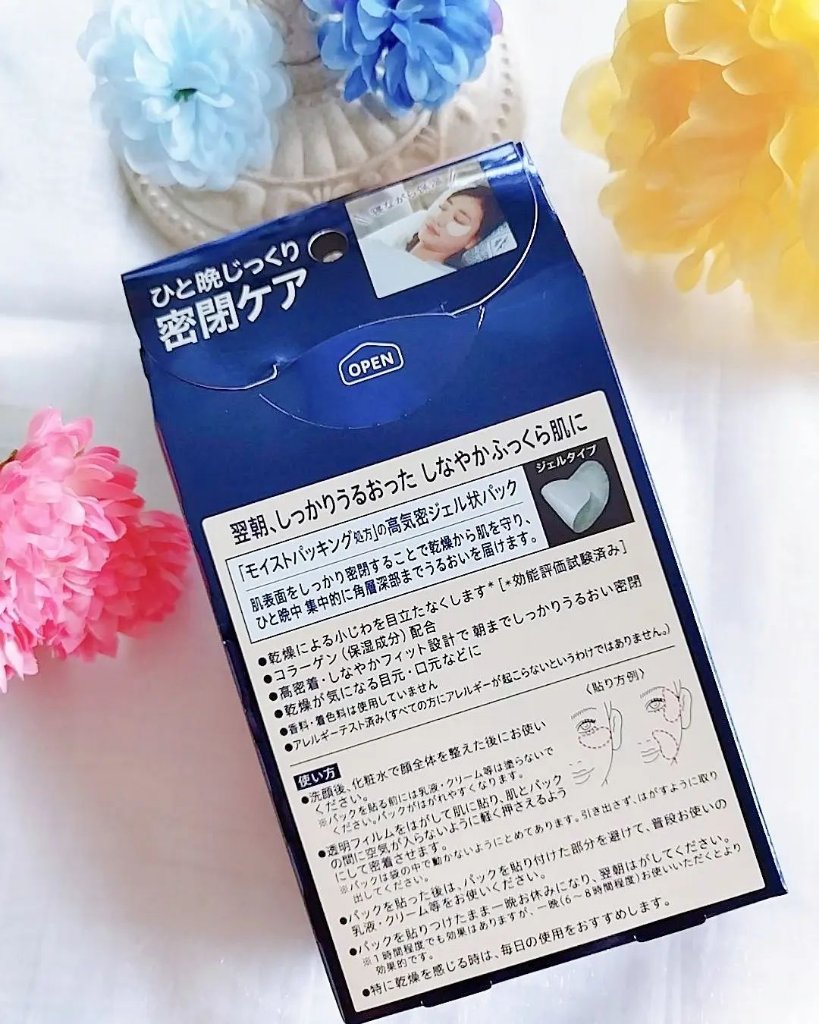 寝ながら保湿
ひと晩じっくり
密閉ケア
OPEN
翌朝、しっかりうるおった しなやかふっくら肌に
「モイストパッキング処方」の高気密ジェル状パック
肌表面をしっかり密閉することで乾燥から肌を守り、
ひと晩中 集中的に角層深部までうるおいを届けます。
ジェルタイプ
●乾燥による小じわを目立たなくします* [*効能評価試験済み]
●コラーゲン(保湿成分)配合
●高密着・しなやかフィット設計で 朝までしっかりうるおい密閉
●乾燥が気になる目元・口元などに
●香料・着色料は使用していません
●アレルギーテスト済み(すべての方にアレルギーが起こらないというわけではありません。)
使い方
●洗顔後、化粧水で顔全体を整えた後にお使い
ください。
※パックを貼る前には乳液・クリーム等は塗らないで
ください。パックがはがれやすくなります。
●透明フィルムをはがして肌に貼り、肌とパック
の間に空気が入らないように軽く押さえるよう
にして密着させます。
※パックは袋の中で動かないようにとめてあります。引き出さず、はがすように取り
出してください。
〈貼り方例〉
●パックを貼った後は、パックを貼り付けた部分を避けて、普段お使いの
乳液・クリーム等をお使いください。
●パックを貼りつけたまま一晩お休みになり、翌朝はがしてください。
※1時間程度でも効果はありますが、一晩(6～8時間程度)お使いいただくとより
効果的です。
●特に乾燥を感じる時は、毎日の使用をおすすめします。